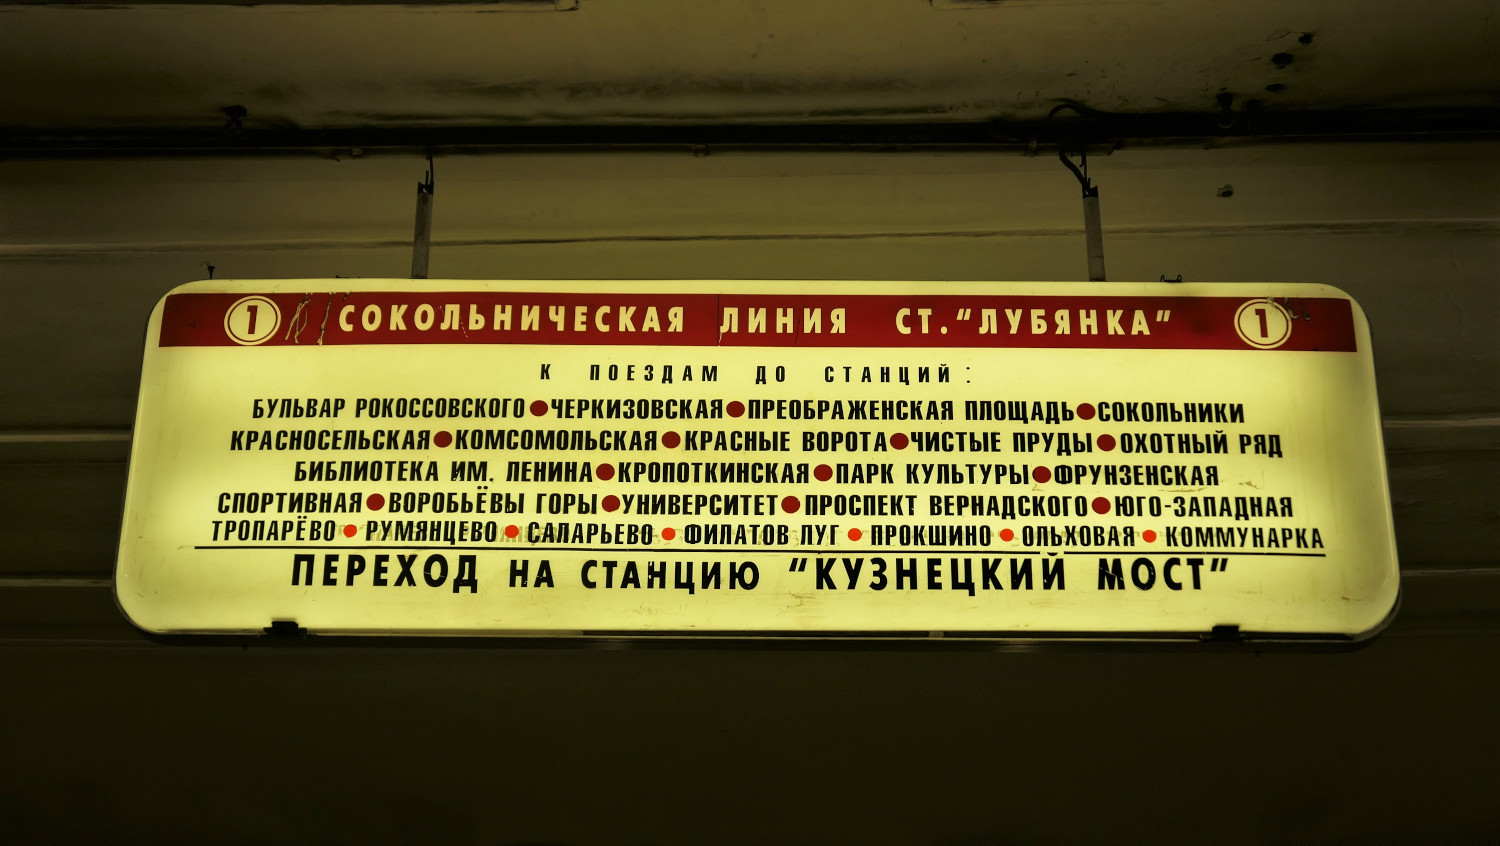 1 СОКОЛЬНИЧЕСКАЯ ЛИНИЯ СТ."ЛУБЯНКА" 1
К ПОЕЗДАМ ДО СТАНЦИЙ:
БУЛЬВАР РОКОССОВСКОГО●ЧЕРКИЗОВСКАЯ●ПРЕОБРАЖЕНСКАЯ ПЛОЩАДЬ●СОКОЛЬНИКИ
КРАСНОСЕЛЬСКАЯ●КОМСОМОЛЬСКАЯ●КРАСНЫЕ ВОРОТА●ЧИСТЫЕ ПРУДЫ●ОХОТНЫЙ РЯД
БИБЛИОТЕКА ИМ. ЛЕНИНА●КРОПОТКИНСКАЯ●ПАРК КУЛЬТУРЫ●ФРУНЗЕНСКАЯ
СПОРТИВНАЯ●ВОРОБЬЁВЫ ГОРЫ●УНИВЕРСИТЕТ●ПРОСПЕКТ ВЕРНАДСКОГО●ЮГО-ЗАПАДНАЯ
ТРОПАРЁВО ● РУМЯНЦЕВО ● САЛАРЬЕВО ● ФИЛАТОВ ЛУГ ● ПРОКШИНО ● ОЛЬХОВАЯ ● КОММУНАРКА
ПЕРЕХОД НА СТАНЦИЮ "КУЗНЕЦКИЙ МОСТ"